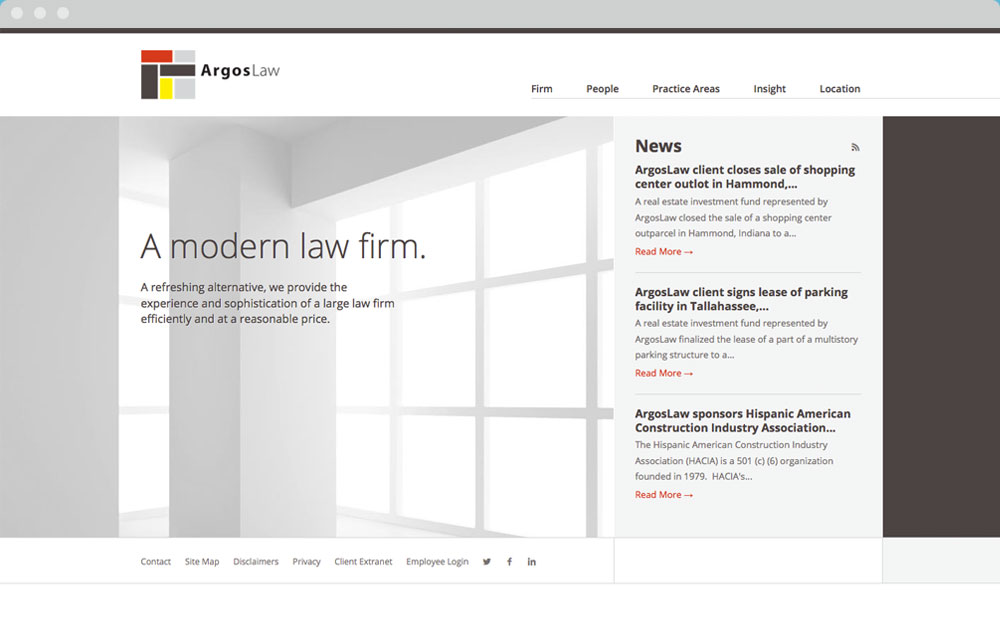 ArgosLaw
Firm People Practice Areas Insight Location
A modern law firm.
A refreshing alternative, we provide the
experience and sophistication of a large law firm
efficiently and at a reasonable price.
News
ArgosLaw client closes sale of shopping
center outlot in Hammond,...
A real estate investment fund represented by
ArgosLaw closed the sale of a shopping center
outparcel in Hammond, Indiana to a...
Read More →
ArgosLaw client signs lease of parking
facility in Tallahassee,...
A real estate investment fund represented by
ArgosLaw finalized the lease of a part of a multistory
parking structure to a...
Read More →
ArgosLaw sponsors Hispanic American
Construction Industry Association...
The Hispanic American Construction Industry
Association (HACIA) is a 501 (c) (6) organization
founded in 1979.  HACIA's...
Read More →
Contact Site Map Disclaimers Privacy Client Extranet Employee Login